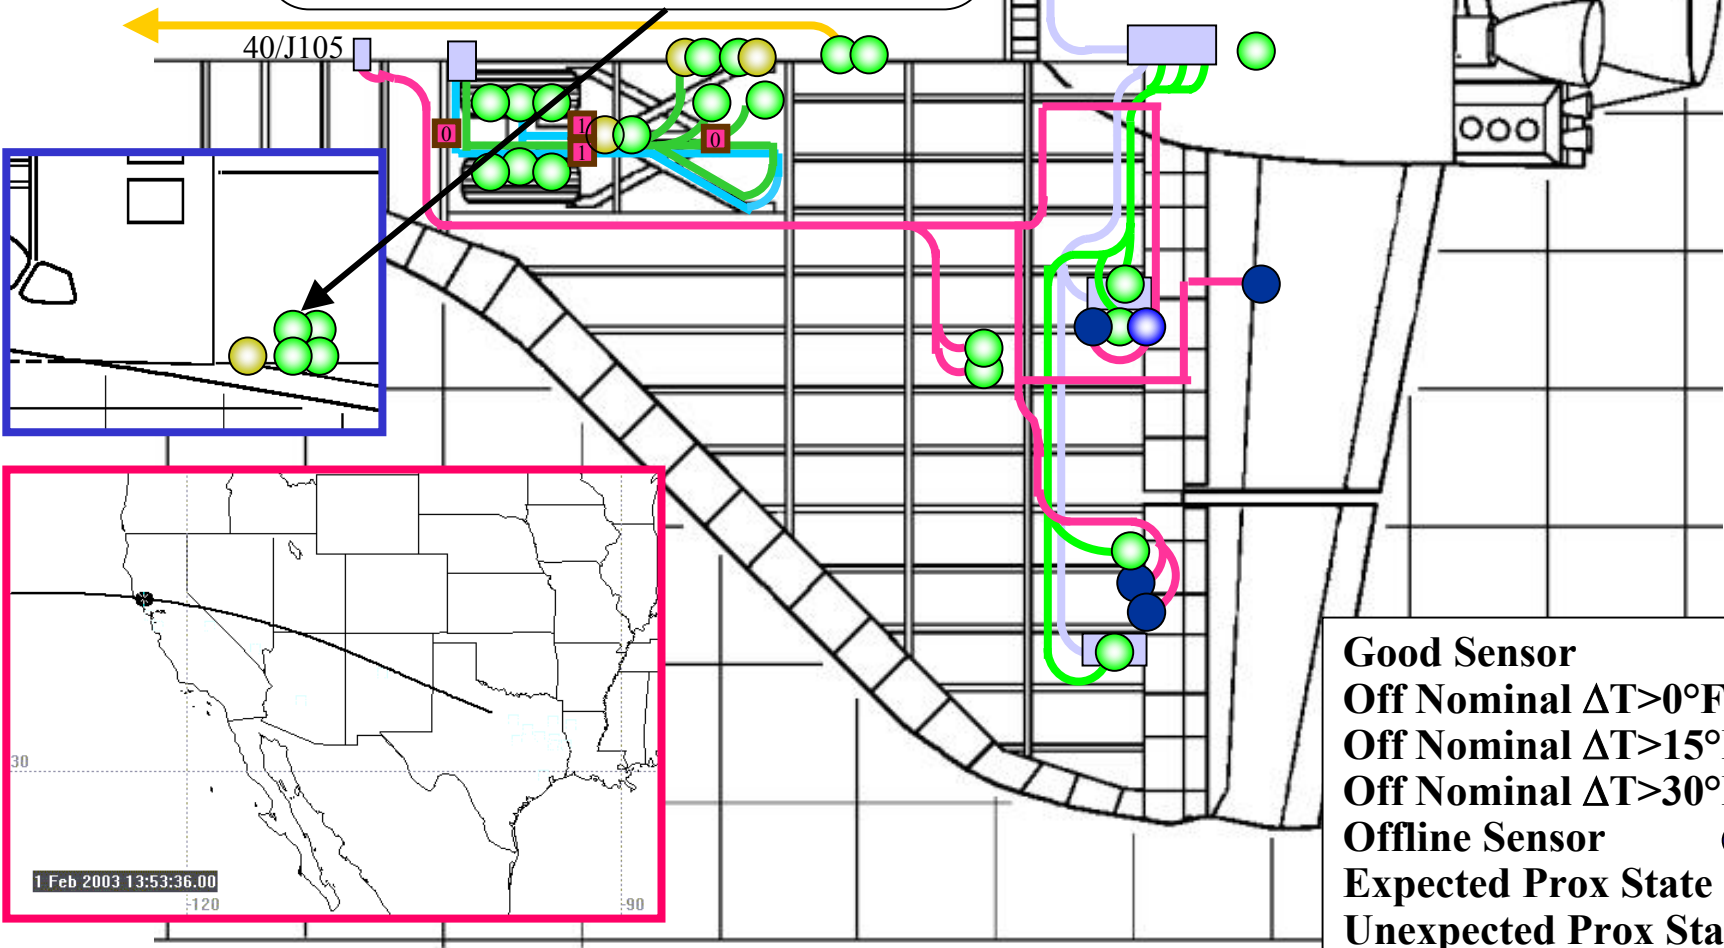 40/J105
0
1
1
0
30
1 Feb 2003 13:53:36.00
-120
-90
Good Sensor
Off Nominal ΔT>0°F
Off Nominal ΔT>15°
Off Nominal ΔT>30°
Offline Sensor
Expected Prox State
Unexpected Prox Sta